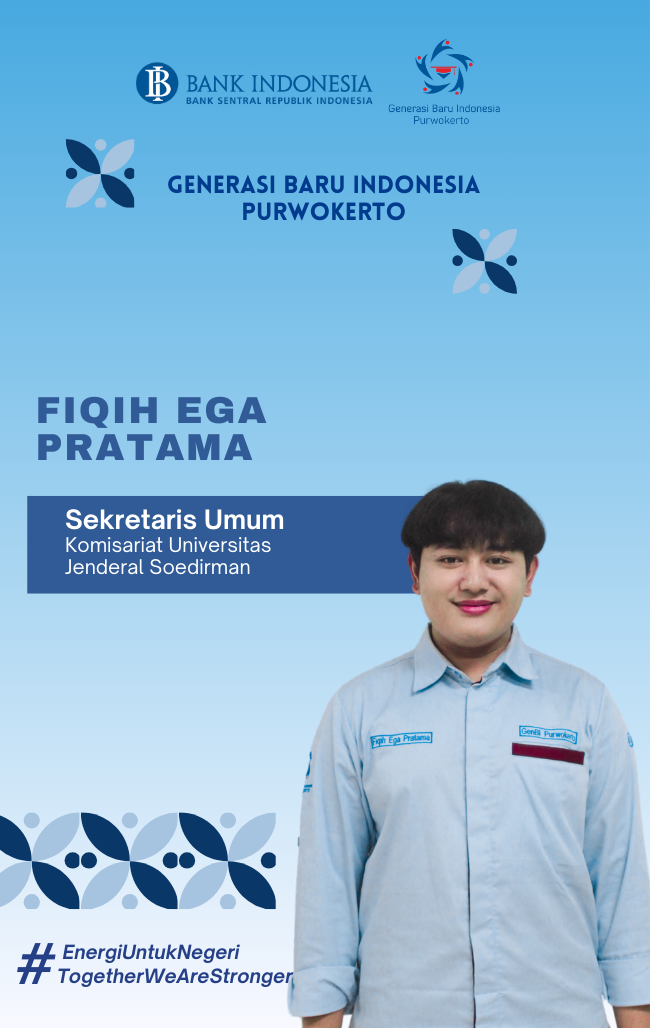 BANK INDONESIA
BANK SENTRAL REPUBLIK INDONESIA
Generasi Baru Indonesia
Purwokerto
GENERASI BARU INDONESIA
PURWOKERTO
FIQIH EGA
PRATAMA
Sekretaris Umum
Komisariat Universitas
Jenderal Soedirman
Fiqih Ega Pratama
GenBI Purwokerto
# EnergiUntukNegeri
TogetherWeAreStronger